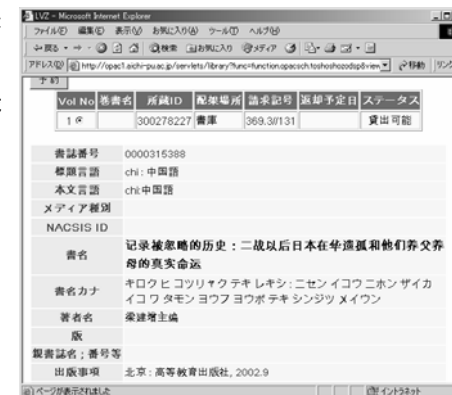 LVZ - Microsoft Internet Explorer
ファイル(F) 編集(E) 表示(V) お気に入り(A) ツール(T) ヘルプ(H)
戻る 検索 お気に入り メディア
アドレス(D) http://opac1.aichi-pu.ac.jp/servlets/library?func=function.opacsch.toshoshozodsp&view 移動 リンク
予約
Vol No 巻書名 所蔵ID 配架場所 請求記号 返却予定日 ステータス
1 300278227 書庫 369.3//131 貸出可能
書誌番号 0000315388
標題言語 chi : 中国語
本文言語 chi:中国語
メディア種別
NACSIS ID
书名 记录被忽略的历史：二战以后日本在华遗孤和他们养父养
母的真实命运
書名カナ キロク ヒ コツリャク テキ レキシ : ニセン イコウ ニホン ザイカ
イコ ワ タモン ヨウフ ヨウボ テキ シンジツ メイウン
著者名 梁建增主编
版
親書誌名；番号等
出版事項 北京 : 高等教育出版社, 2002.9
ページが表示されました イントラネット